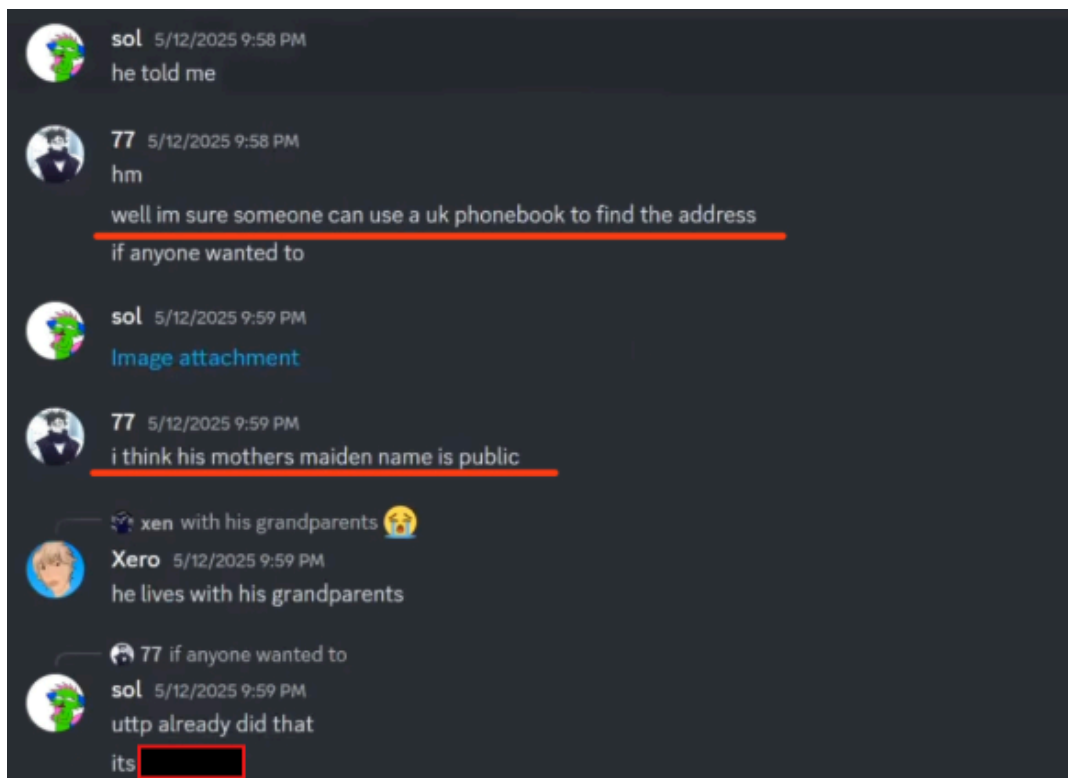 sol 5/12/2025 9:58 PM
he told me
77 5/12/2025 9:58 PM
hm
well im sure someone can use a uk phonebook to find the address
if anyone wanted to
sol 5/12/2025 9:59 PM
Image attachment
77 5/12/2025 9:59 PM
i think his mothers maiden name is public
xen with his grandparents 😭
Xero 5/12/2025 9:59 PM
he lives with his grandparents
77 if anyone wanted to
sol 5/12/2025 9:59 PM
uttp already did that
its